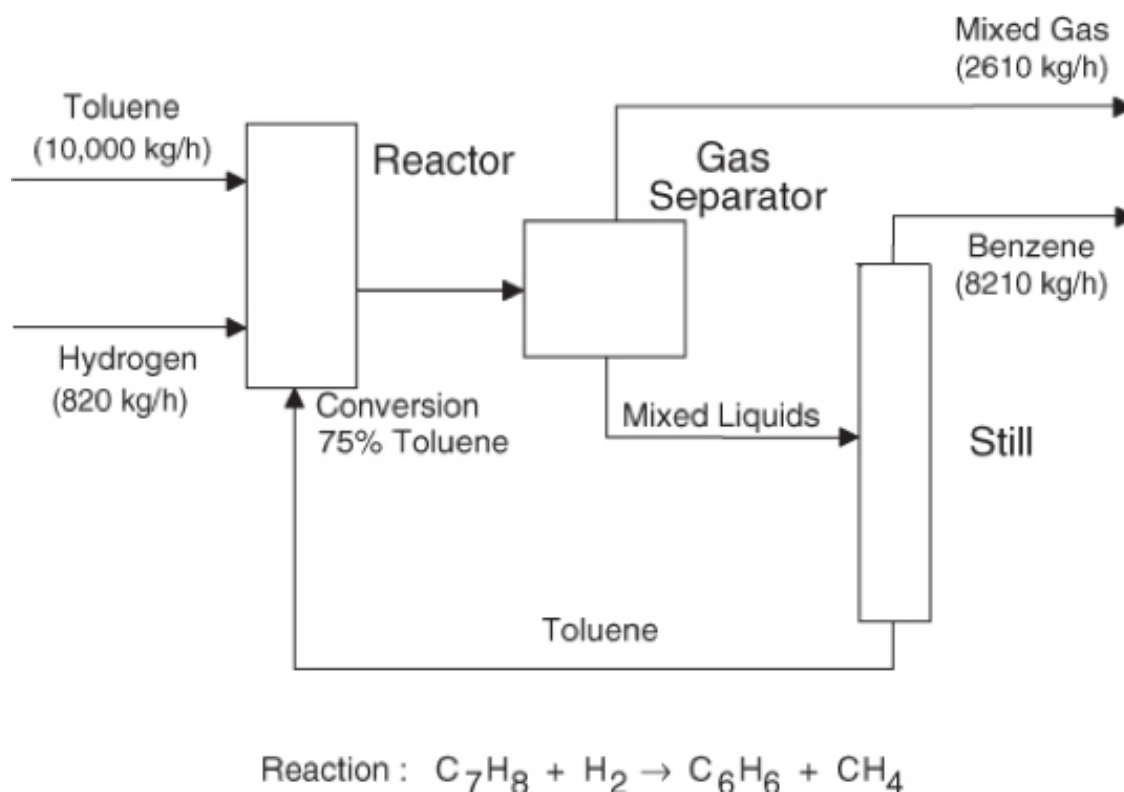 Mixed Gas
(2610 kg/h)
Toluene
(10,000 kg/h)
Reactor
Gas
Separator
Benzene
(8210 kg/h)
Hydrogen
(820 kg/h)
Conversion
75% Toluene
Mixed Liquids
Still
Toluene
Reaction : C₇H₈ + H₂ → C₆H₆ + CH₄